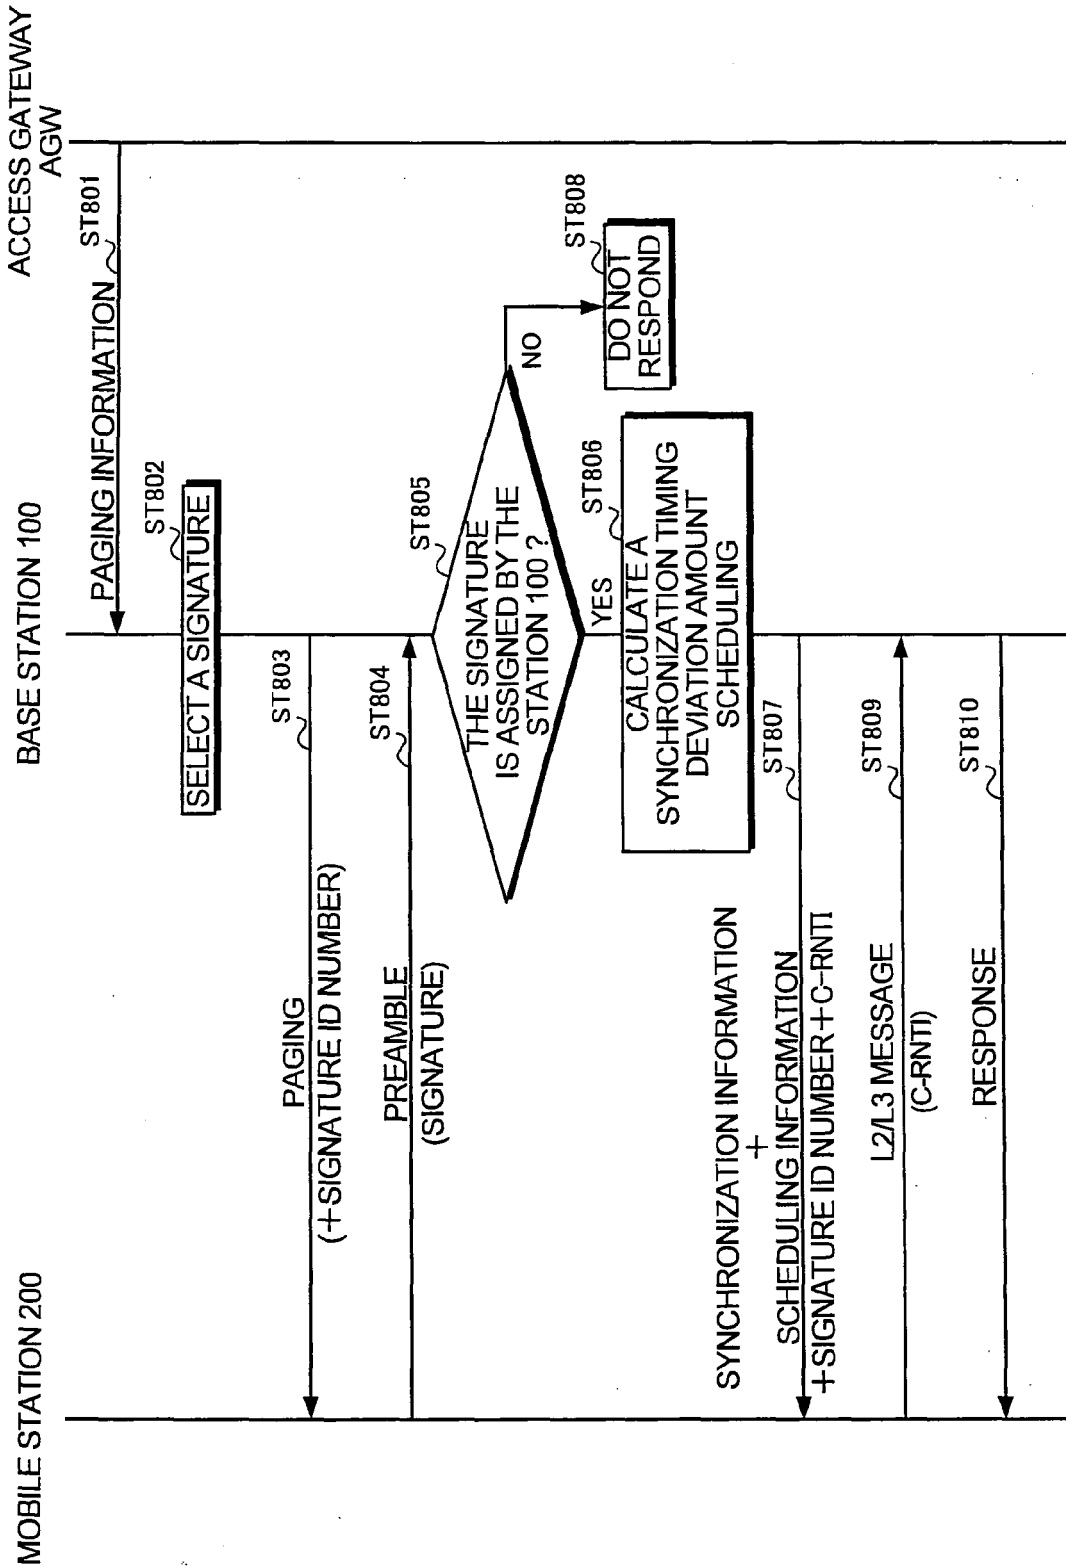 MOBILE STATION 200
BASE STATION 100
ACCESS GATEWAY
AGW
PAGING INFORMATION
ST801
ST802
SELECT A SIGNATURE
ST803
PAGING
(+SIGNATURE ID NUMBER)
ST804
PREAMBLE
(SIGNATURE)
ST805
THE SIGNATURE
IS ASSIGNED BY THE
STATION 100 ?
NO
ST808
DO NOT
RESPOND
YES
ST806
CALCULATE A
SYNCHRONIZATION TIMING
DEVIATION AMOUNT
SCHEDULING
ST807
SYNCHRONIZATION INFORMATION
+
SCHEDULING INFORMATION
+SIGNATURE ID NUMBER+C-RNTI
ST809
L2/L3 MESSAGE
(C-RNTI)
ST810
RESPONSE